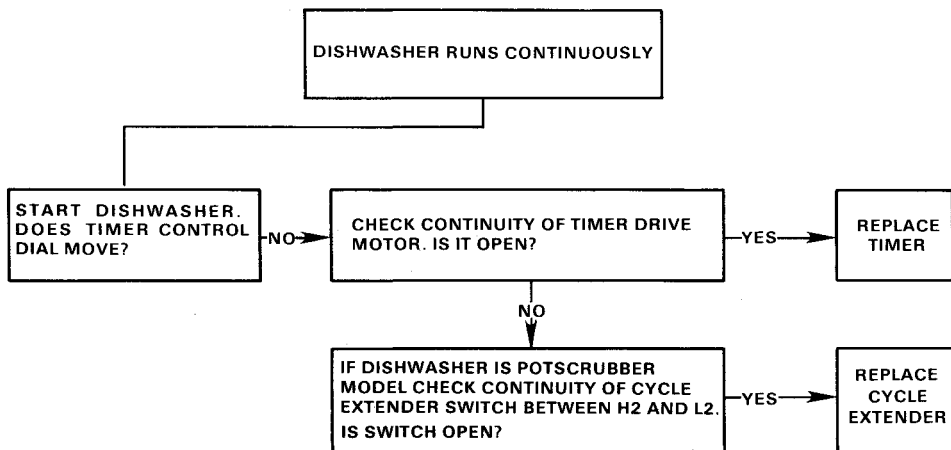 DISHWASHER RUNS CONTINUOUSLY
START DISHWASHER.
DOES TIMER CONTROL
DIAL MOVE?
NO
CHECK CONTINUITY OF TIMER DRIVE
MOTOR. IS IT OPEN?
YES
REPLACE
TIMER
NO
IF DISHWASHER IS POTSCRUBBER
MODEL CHECK CONTINUITY OF CYCLE
EXTENDER SWITCH BETWEEN H2 AND L2.
IS SWITCH OPEN?
YES
REPLACE
CYCLE
EXTENDER